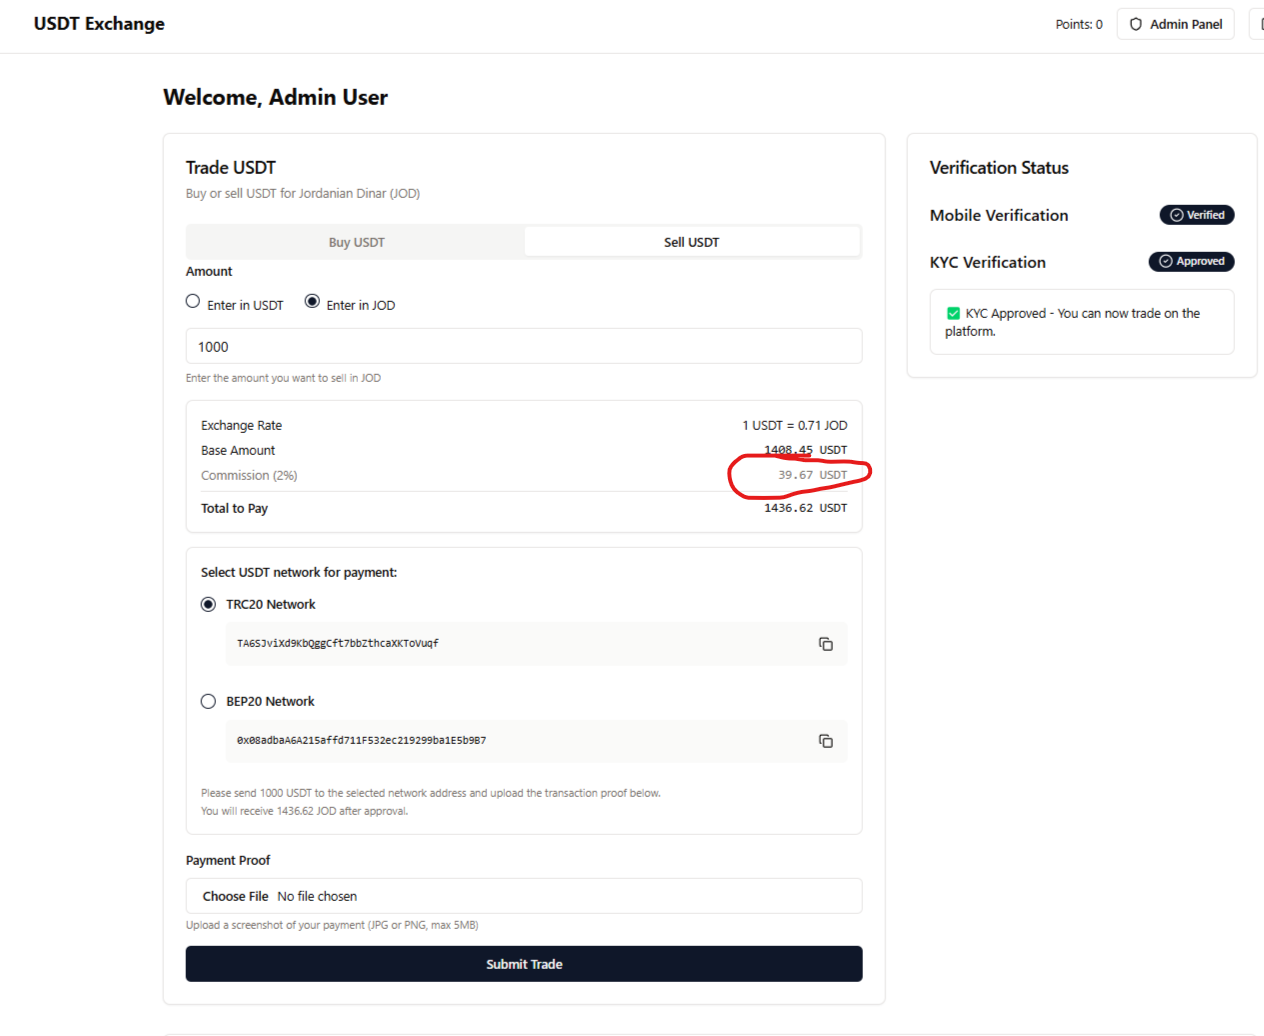 USDT Exchange
Points: 0
Admin Panel
Welcome, Admin User
Trade USDT
Buy or sell USDT for Jordanian Dinar (JOD)
Buy USDT
Sell USDT
Amount
Enter in USDT
Enter in JOD
1000
Enter the amount you want to sell in JOD
Exchange Rate
1 USDT = 0.71 JOD
Base Amount
1408.45 USDT
Commission (2%)
39.67 USDT
Total to Pay
1436.62 USDT
Select USDT network for payment:
TRC20 Network
TA6SJviXd9KbQggCft7bbZthcaXKToVuqf
BEP20 Network
0x08adbaA6A215affd711F532ec219299ba1E5b9B7
Please send 1000 USDT to the selected network address and upload the transaction proof below.
You will receive 1436.62 JOD after approval.
Payment Proof
Choose File No file chosen
Upload a screenshot of your payment (JPG or PNG, max 5MB)
Submit Trade
Verification Status
Mobile Verification
Verified
KYC Verification
Approved
✅ KYC Approved - You can now trade on the
platform.